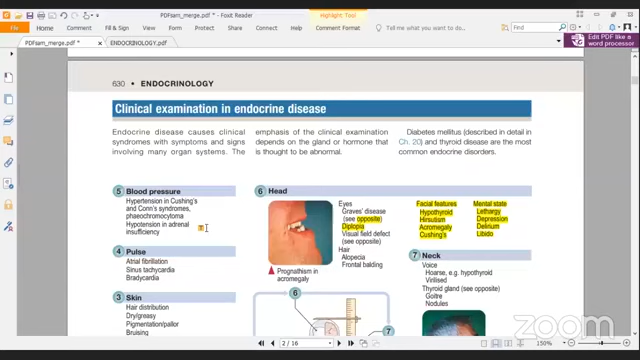 PDFsam_merge.pdf * - Foxit Reader
Highlight Tool
File
Home
Comment
Fill & Sign
Form
Protect
Share
Help
Comment Format
Tell me what you want to do...
Find
PDFsam_merge.pdf *
ENDOCRINOLOGY.pdf
Edit PDF like a
word processor
630 • ENDOCRINOLOGY
Clinical examination in endocrine disease
Endocrine disease causes clinical
syndromes with symptoms and signs
involving many organ systems. The
emphasis of the clinical examination
depends on the gland or hormone that
is thought to be abnormal.
Diabetes mellitus (described in detail in
Ch. 20) and thyroid disease are the most
common endocrine disorders.
5 Blood pressure
Hypertension in Cushing's
and Conn's syndromes,
phaeochromocytoma
Hypotension in adrenal
insufficiency
4 Pulse
Atrial fibrillation
Sinus tachycardia
Bradycardia
3 Skin
Hair distribution
Dry/greasy
Pigmentation/pallor
Bruising
6 Head
Prognathism in
acromegaly
Eyes
Graves' disease
(see opposite)
Diplopia
Visual field defect
(see opposite)
Hair
Alopecia
Frontal balding
Facial features
Hypothyroid
Hirsutism
Acromegaly
Cushing's
Mental state
Lethargy
Depression
Delirium
Libido
7 Neck
Voice
Hoarse, e.g. hypothyroid
Virilised
Thyroid gland (see opposite)
Goitre
Nodules
6
7
2 / 16
150%
zoom